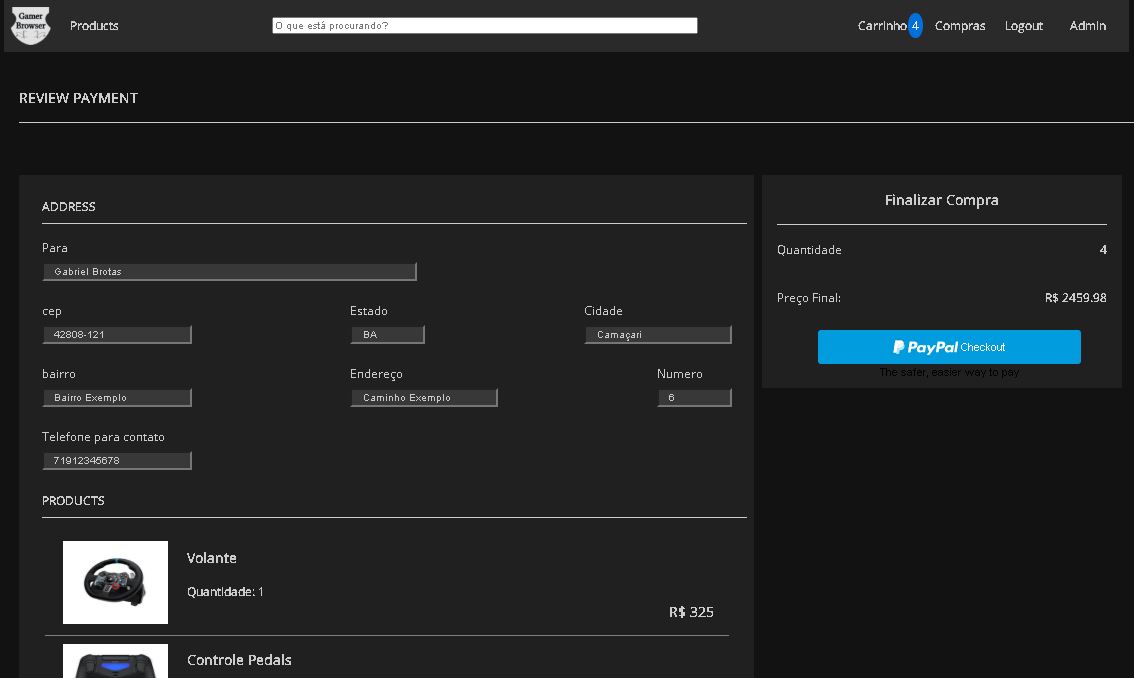 Gamer
Browser
Products
O que está procurando?
Carrinho 4
Compras
Logout
Admin
REVIEW PAYMENT
ADDRESS
Para
Gabriel Brotas
cep
Estado
Cidade
42808-121
BA
Camaçari
bairro
Endereço
Numero
Bairro Exemplo
Caminho Exemplo
6
Telefone para contato
71912345678
PRODUCTS
Volante
Quantidade: 1
R$ 325
Controle Pedals
Finalizar Compra
Quantidade 4
Preço Final: R$ 2459.98
PayPal Checkout
The safer, easier way to pay